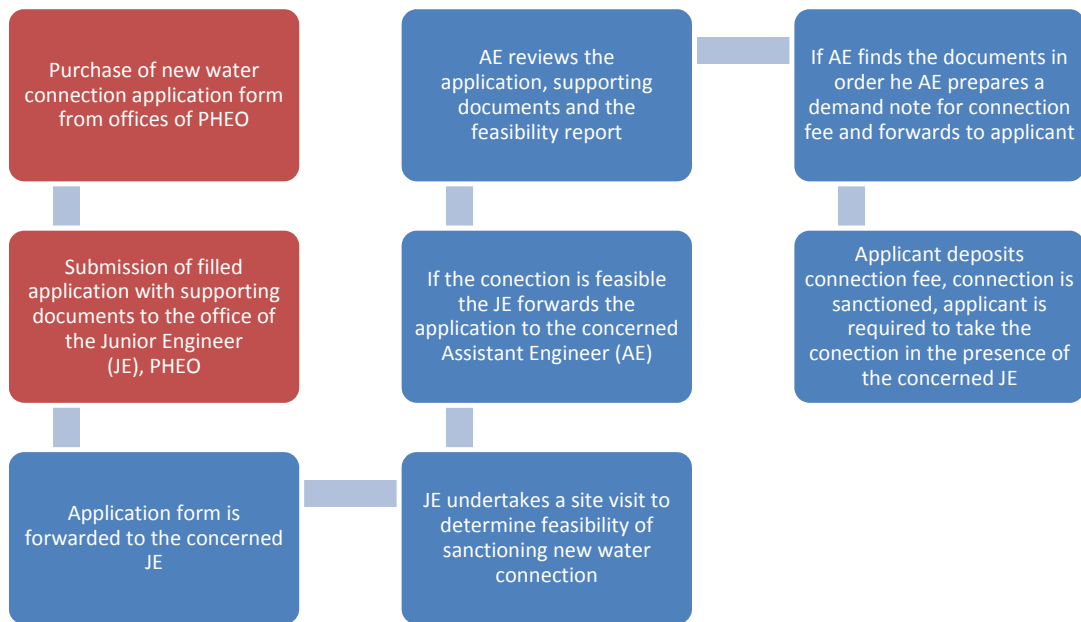 Purchase of new water
connection application form
from offices of PHEO
Submission of filled
application with supporting
documents to the office of
the Junior Engineer
(JE), PHEO
Application form is
forwarded to the concerned
JE
JE undertakes a site visit to
determine feasibility of
sanctioning new water
connection
If the conection is feasible
the JE forwards the
application to the concerned
Assistant Engineer (AE)
AE reviews the
application, supporting
documents and the
feasibility report
If AE finds the documents in
order he AE prepares a
demand note for connection
fee and forwards to applicant
Applicant deposits
connection fee, connection is
sanctioned, applicant is
required to take the
conection in the presence of
the concerned JE